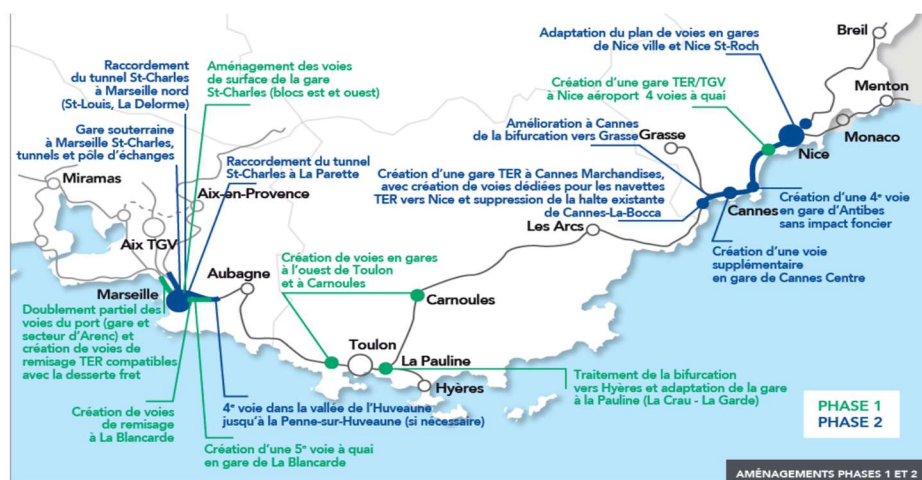 Raccordement
du tunnel St-Charles
à Marseille nord
(St-Louis, La Delorme)
Aménagement des voies
de surface de la gare
St-Charles (blocs est et ouest)
Adaptation du plan de voies en gares
de Nice ville et Nice St-Roch
Breil
Création d'une gare TER/TGV
à Nice aéroport 4 voies à quai
Menton
Monaco
Nice
Gare souterraine
à Marseille St-Charles,
tunnels et pôle d'échanges
Raccordement du tunnel
St-Charles à La Parette
Amélioration à Cannes
de la bifurcation vers Grasse
Grasse
Création d'une gare TER à Cannes Marchandises,
avec création de voies dédiées pour les navettes
TER vers Nice et suppression de la halte existante
de Cannes-La-Bocca
Miramas
Aix-en-Provence
Aix TGV
Cannes
Création d'une 4e voie
en gare d'Antibes
sans impact foncier
Les Arcs
Création d'une voie
supplémentaire
en gare de Cannes Centre
Création de voies en gares
à l'ouest de Toulon
et à Carnoules
Aubagne
Marseille
Carnoules
Doublement partiel des
voies du port (gare et
secteur d'Arenc) et
création de voies de
remisage TER compatibles
avec la desserte fret
Toulon
La Pauline
Hyères
Traitement de la bifurcation
vers Hyères et adaptation de la gare
à la Pauline (La Crau - La Garde)
Création de voies
de remisage
à La Blancarde
4e voie dans la vallée de l'Huveaune
jusqu'à la Penne-sur-Huveaune (si nécessaire)
Création d'une 5e voie à quai
en gare de La Blancarde
PHASE 1
PHASE 2
AMÉNAGEMENTS PHASES 1 ET 2